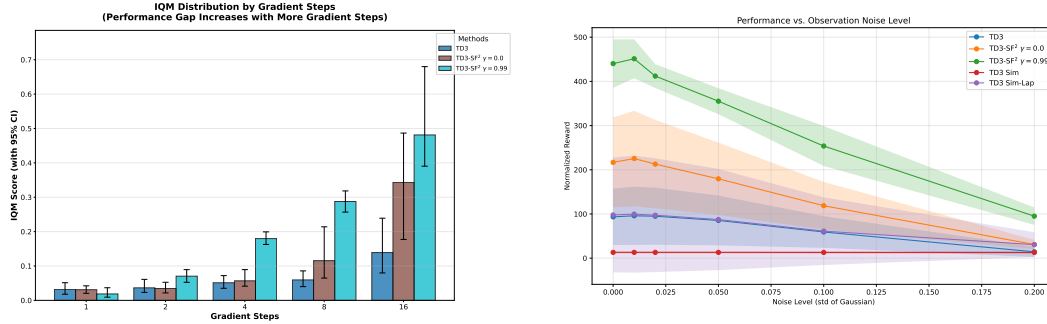 IQM Distribution by Gradient Steps
(Performance Gap Increases with More Gradient Steps)
Methods
TD3
TD3-SF² γ = 0.0
TD3-SF² γ = 0.99
IQM Score (with 95% CI)
0.7
0.6
0.5
0.4
0.3
0.2
0.1
0.0
1 2 4 8 16
Gradient Steps
Performance vs. Observation Noise Level
TD3
TD3-SF² γ = 0.0
TD3-SF² γ = 0.99
TD3 Sim
TD3 Sim-Lap
Normalized Reward
500
400
300
200
100
0
0.000 0.025 0.050 0.075 0.100 0.125 0.150 0.175 0.200
Noise Level (std of Gaussian)